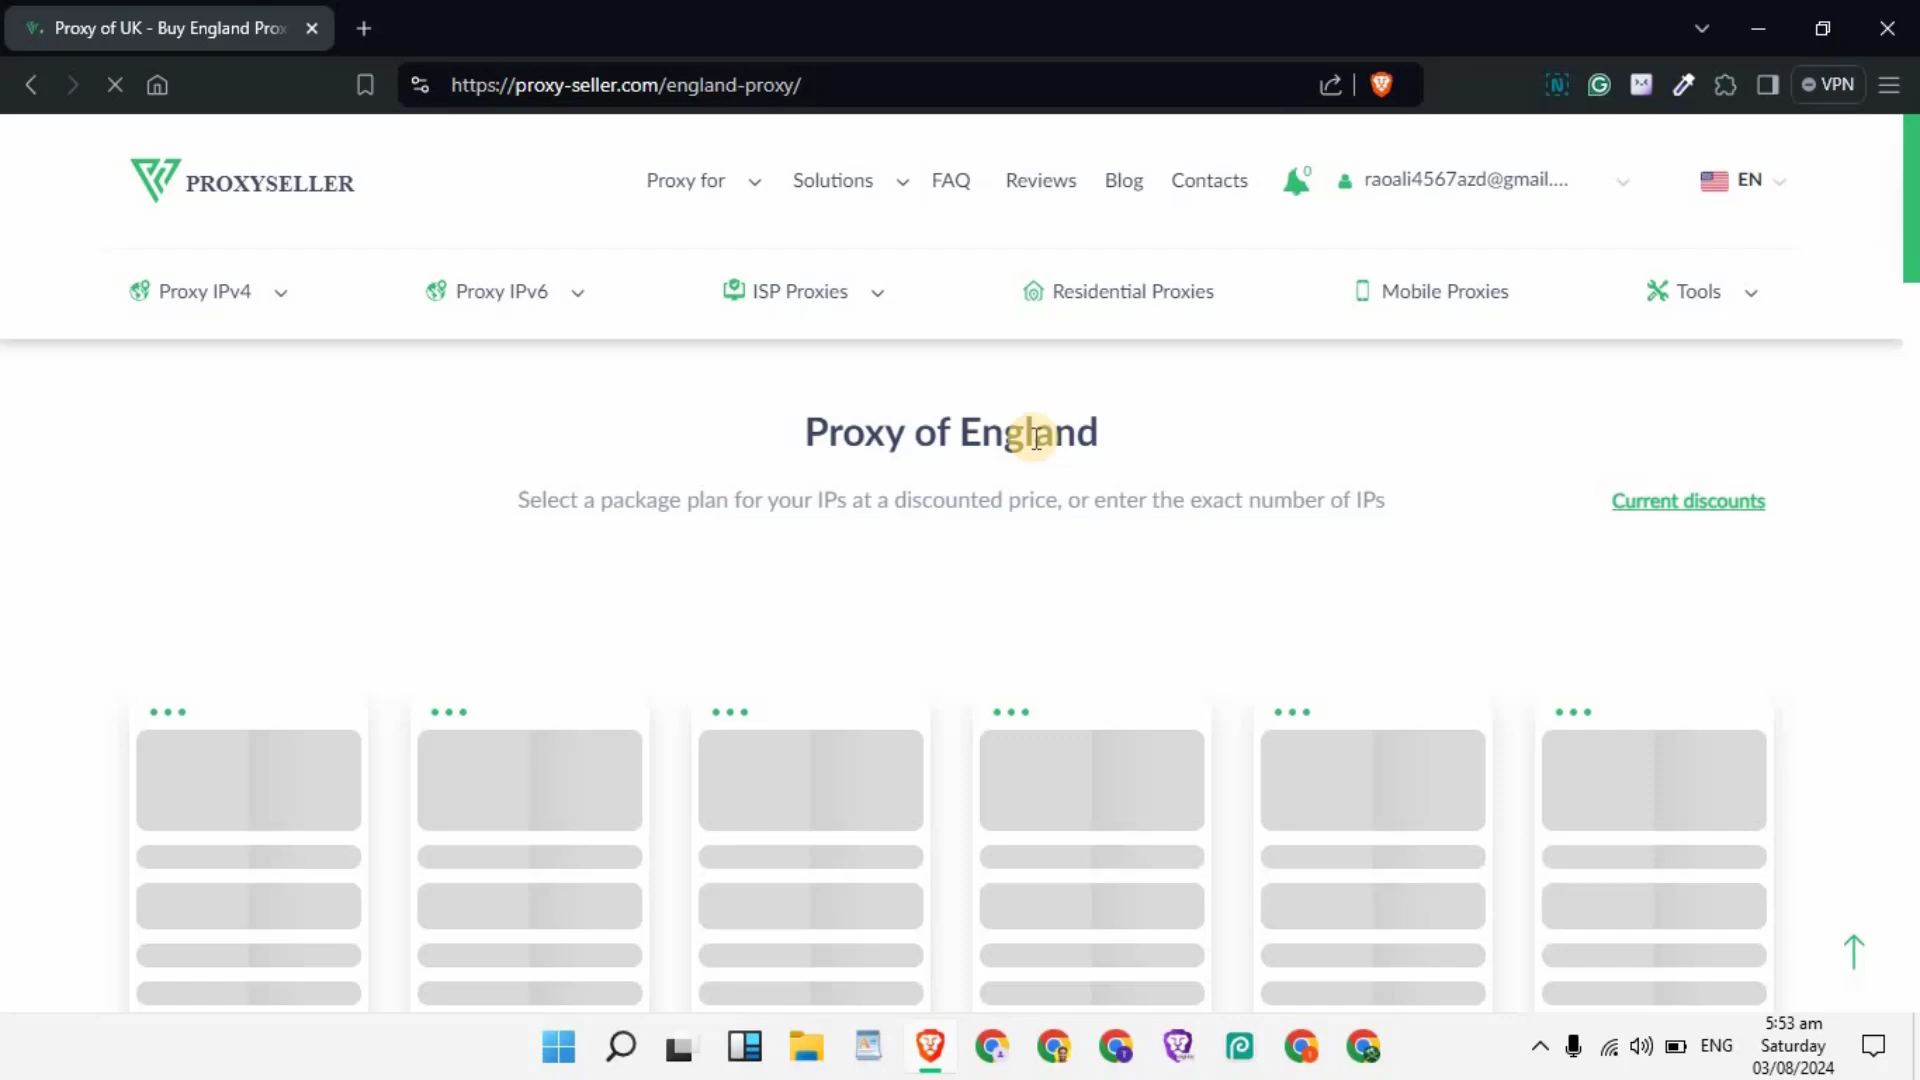 Proxy of UK - Buy England Prox
https://proxy-seller.com/england-proxy/
VPN
PROXYSELLER
Proxy for
Solutions
FAQ
Reviews
Blog
Contacts
0
raoali4567azd@gmail....
EN
Proxy IPv4
Proxy IPv6
ISP Proxies
Residential Proxies
Mobile Proxies
Tools
Proxy of England
Select a package plan for your IPs at a discounted price, or enter the exact number of IPs
Current discounts
ENG
5:53 am
Saturday
03/08/2024